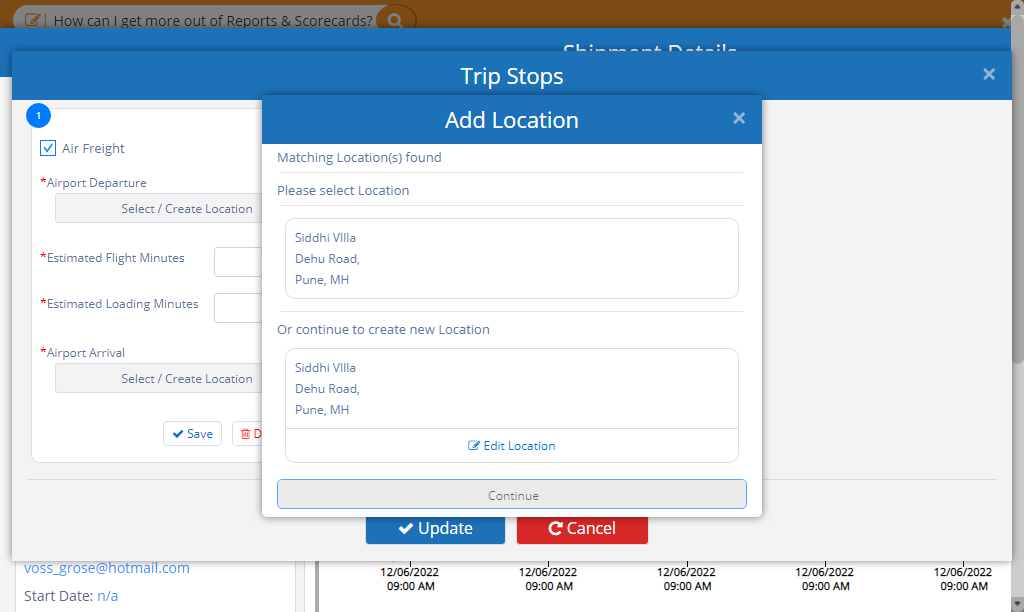 How can I get more out of Reports & Scorecards?
Shipment Details
Trip Stops
×
Add Location
×
1
Air Freight
*Airport Departure
Select / Create Location
*Estimated Flight Minutes
*Estimated Loading Minutes
*Airport Arrival
Select / Create Location
Save
D
Matching Location(s) found
Please select Location
Siddhi VIlla
Dehu Road,
Pune, MH
Or continue to create new Location
Siddhi VIlla
Dehu Road,
Pune, MH
Edit Location
Continue
Update
Cancel
voss_grose@hotmail.com
Start Date: n/a
12/06/2022 12/06/2022 12/06/2022 12/06/2022 12/06/2022
09:00 AM 09:00 AM 09:00 AM 09:00 AM 09:00 AM